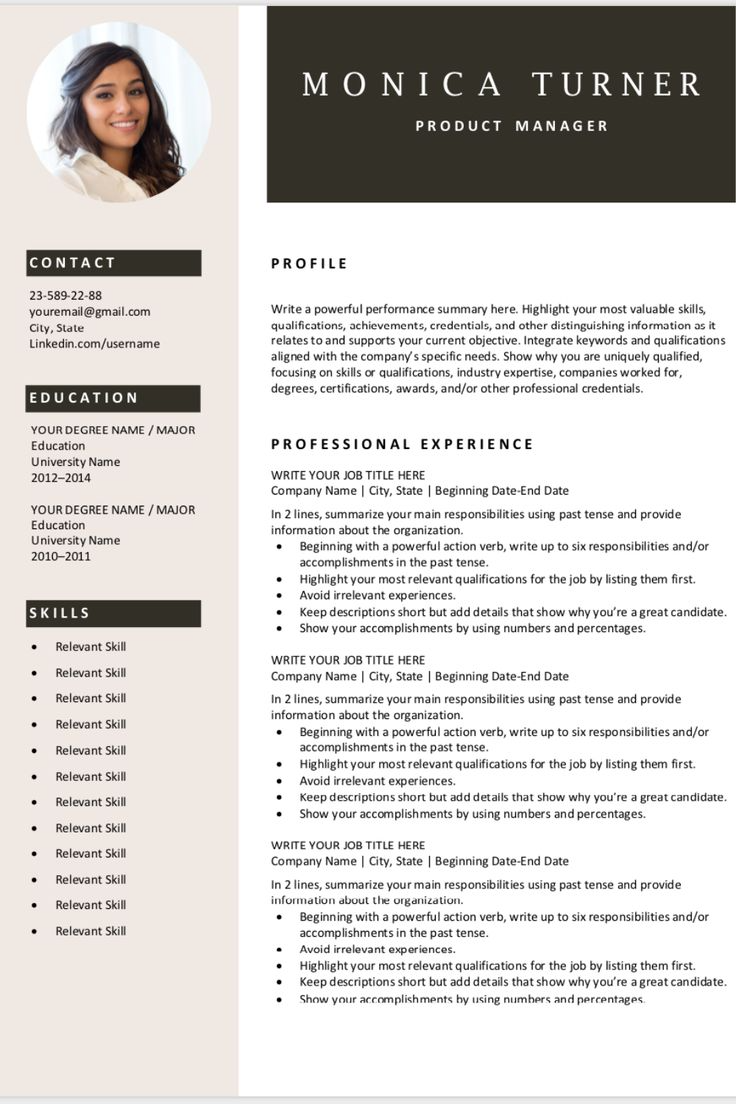 MONICA TURNER
PRODUCT MANAGER
CONTACT
23-589-22-88
youremail@gmail.com
City, State
Linkedin.com/username
EDUCATION
YOUR DEGREE NAME / MAJOR
Education
University Name
2012–2014
YOUR DEGREE NAME / MAJOR
Education
University Name
2010–2011
SKILLS
• Relevant Skill
• Relevant Skill
• Relevant Skill
• Relevant Skill
• Relevant Skill
• Relevant Skill
• Relevant Skill
• Relevant Skill
• Relevant Skill
• Relevant Skill
• Relevant Skill
• Relevant Skill
PROFILE
Write a powerful performance summary here. Highlight your most valuable skills,
qualifications, achievements, credentials, and other distinguishing information as it
relates to and supports your current objective. Integrate keywords and qualifications
aligned with the company's specific needs. Show why you are uniquely qualified,
focusing on skills or qualifications, industry expertise, companies worked for,
degrees, certifications, awards, and/or other professional credentials.
PROFESSIONAL EXPERIENCE
WRITE YOUR JOB TITLE HERE
Company Name | City, State | Beginning Date-End Date
In 2 lines, summarize your main responsibilities using past tense and provide
information about the organization.
• Beginning with a powerful action verb, write up to six responsibilities and/or
accomplishments in the past tense.
• Highlight your most relevant qualifications for the job by listing them first.
• Avoid irrelevant experiences.
• Keep descriptions short but add details that show why you're a great candidate.
• Show your accomplishments by using numbers and percentages.
WRITE YOUR JOB TITLE HERE
Company Name | City, State | Beginning Date-End Date
In 2 lines, summarize your main responsibilities using past tense and provide
information about the organization.
• Beginning with a powerful action verb, write up to six responsibilities and/or
accomplishments in the past tense.
• Highlight your most relevant qualifications for the job by listing them first.
• Avoid irrelevant experiences.
• Keep descriptions short but add details that show why you're a great candidate.
• Show your accomplishments by using numbers and percentages.
WRITE YOUR JOB TITLE HERE
Company Name | City, State | Beginning Date-End Date
In 2 lines, summarize your main responsibilities using past tense and provide
information about the organization.
• Beginning with a powerful action verb, write up to six responsibilities and/or
accomplishments in the past tense.
• Avoid irrelevant experiences.
• Highlight your most relevant qualifications for the job by listing them first.
• Keep descriptions short but add details that show why you're a great candidate.
• Show your accomplishments by using numbers and percentages.